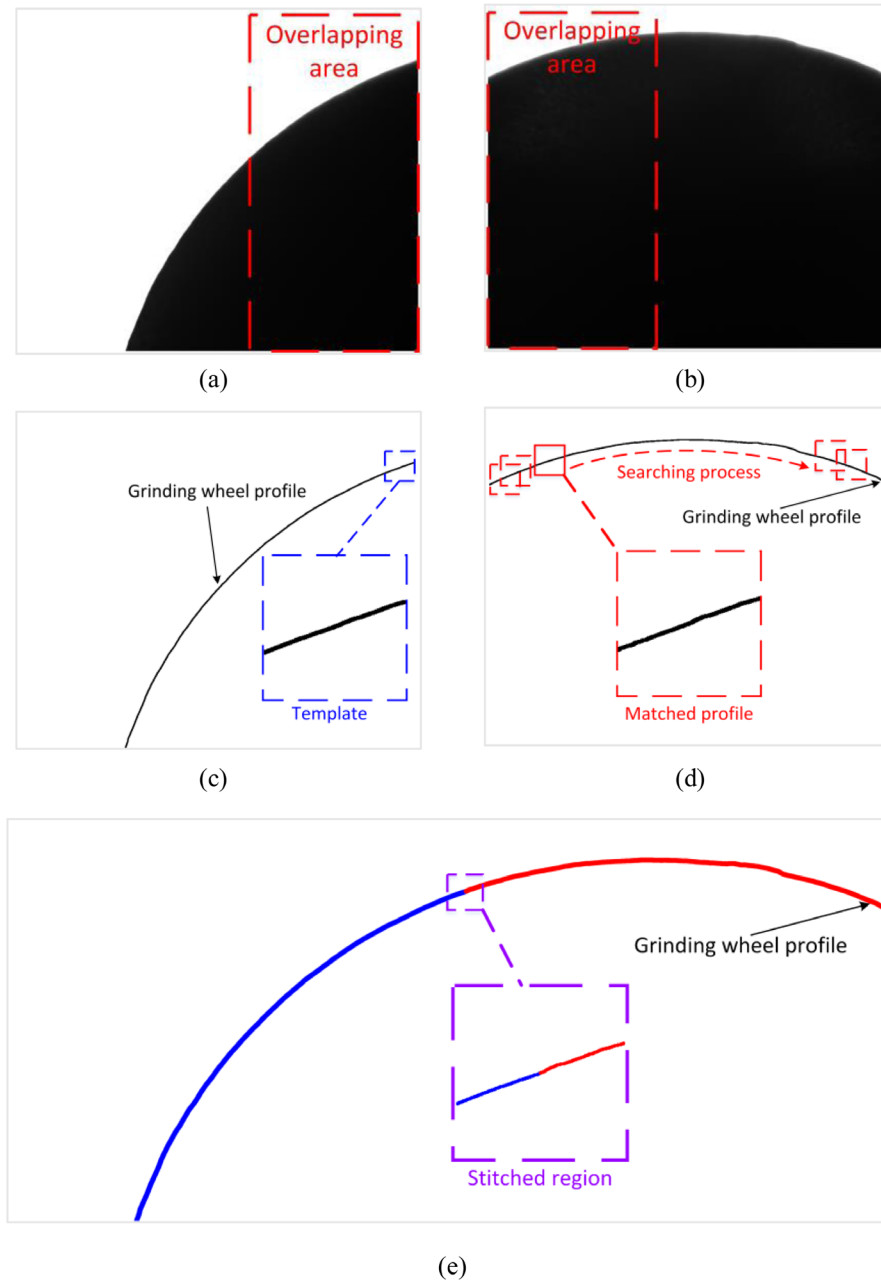 Overlapping
area
Overlapping
area
(a)
(b)
Grinding wheel profile
Template
Searching process
Grinding wheel profile
Matched profile
(c)
(d)
Grinding wheel profile
Stitched region
(e)